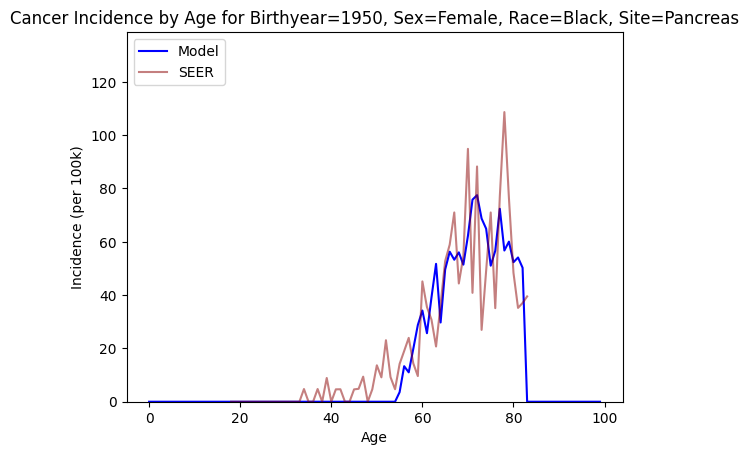 Cancer Incidence by Age for Birthyear=1950, Sex=Female, Race=Black, Site=Pancreas
Model
SEER
120
100
80
60
40
20
0
Incidence (per 100k)
0 20 40 60 80 100
Age